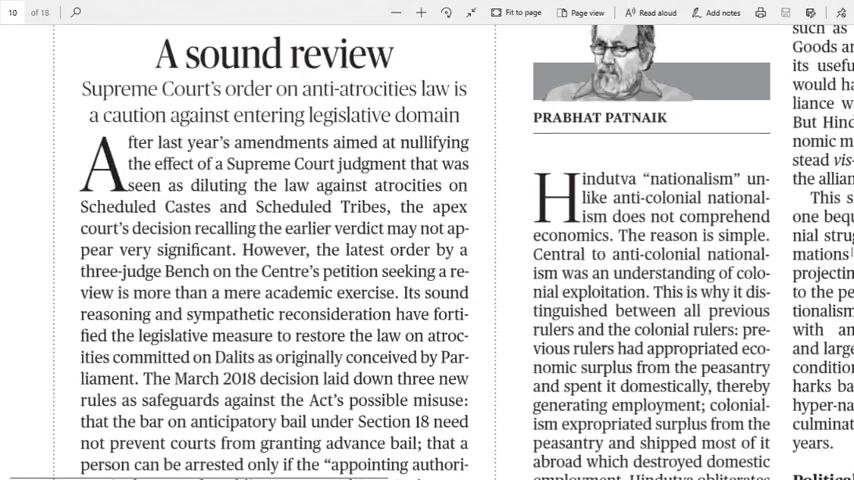 10 of 18
Fit to page
Page view
Read aloud
Add notes
A sound review
Supreme Court's order on anti-atrocities law is
a caution against entering legislative domain
After last year's amendments aimed at nullifying
the effect of a Supreme Court judgment that was
seen as diluting the law against atrocities on
Scheduled Castes and Scheduled Tribes, the apex
court's decision recalling the earlier verdict may not ap-
pear very significant. However, the latest order by a
three-judge Bench on the Centre's petition seeking a re-
view is more than a mere academic exercise. Its sound
reasoning and sympathetic reconsideration have forti-
fied the legislative measure to restore the law on atroc-
ities committed on Dalits as originally conceived by Par-
liament. The March 2018 decision laid down three new
rules as safeguards against the Act's possible misuse:
that the bar on anticipatory bail under Section 18 need
not prevent courts from granting advance bail; that a
person can be arrested only if the "appointing authori-
PRABHAT PATNAIK
Hindutva "nationalism" un-
like anti-colonial national-
ism does not comprehend
economics. The reason is simple.
Central to anti-colonial national-
ism was an understanding of colo-
nial exploitation. This is why it dis-
tinguished between all previous
rulers and the colonial rulers: pre-
vious rulers had appropriated eco-
nomic surplus from the peasantry
and spent it domestically, thereby
generating employment; colonial-
ism expropriated surplus from the
peasantry and shipped most of it
abroad which destroyed domestic
employment. Hindutva obliterates
such as
Goods an
its usefu
would ha
liance w
But Hind
nomic m
stead vis-
the allian
This s
one bequ
nial strug
mations
projectin
to the pe
tionalism
with an
and large
condition
harks ba
hyper-na
culminat
years.
Political